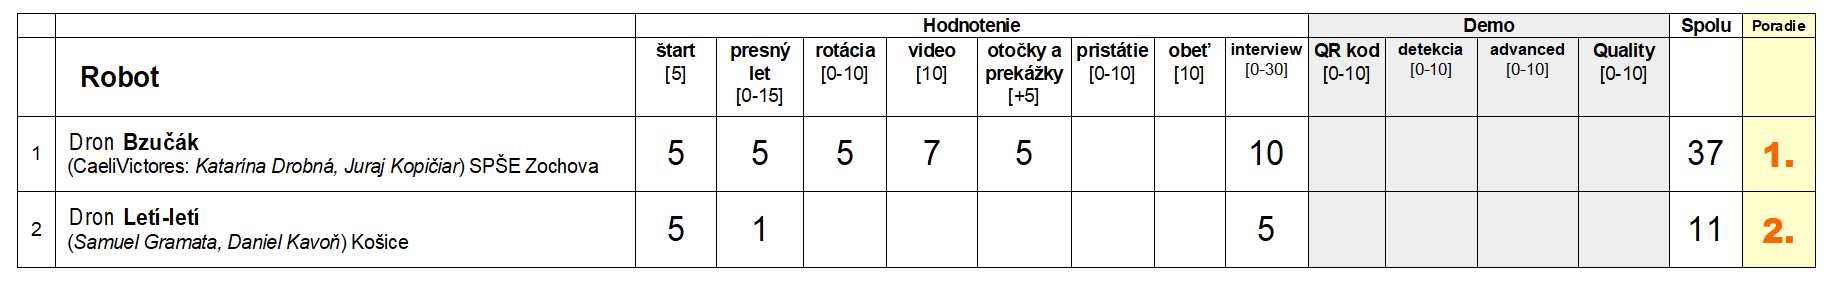 Hodnotenie Demo Spolu Poradie
Robot štart [5] presný let [0-15] rotácia [0-10] video [10] otočky a prekážky [+5] pristátie [0-10] obeť [10] interview [0-30] QR kod [0-10] detekcia [0-10] advanced [0-10] Quality [0-10]
1 Dron Bzučák 5 5 5 7 5 10 37 1.
(CaeliVictores: Katarína Drobná, Juraj Kopičiar) SPŠE Zochova
2 Dron Letí-letí 5 1 5 11 2.
(Samuel Gramata, Daniel Kavoň) Košice